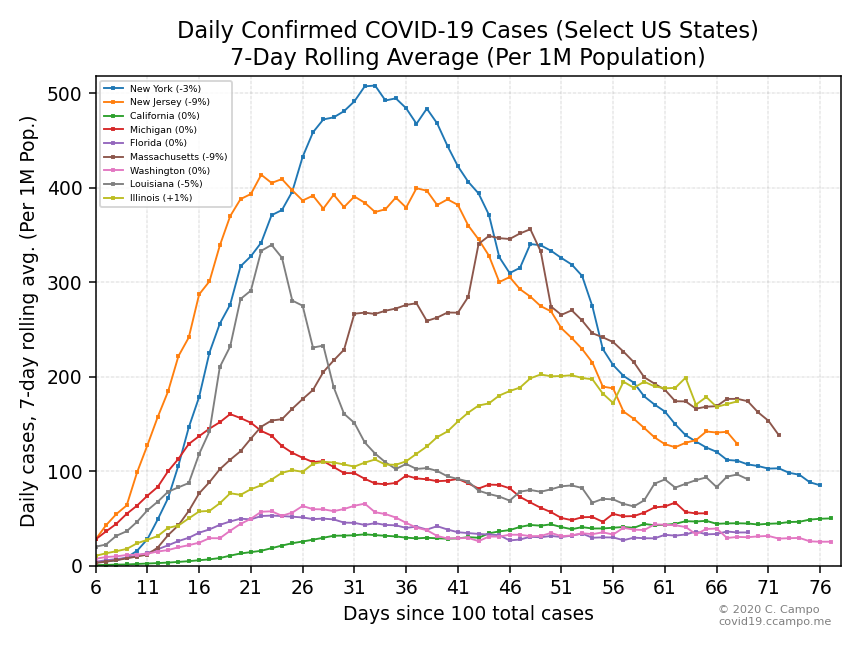 Daily Confirmed COVID-19 Cases (Select US States)
7-Day Rolling Average (Per 1M Population)
Daily cases, 7-day rolling avg. (Per 1M Pop.)
500
400
300
200
100
0
New York (-3%)
New Jersey (-9%)
California (0%)
Michigan (0%)
Florida (0%)
Massachusetts (-9%)
Washington (0%)
Louisiana (-5%)
Illinois (+1%)
6 11 16 21 26 31 36 41 46 51 56 61 66 71 76
Days since 100 total cases
© 2020 C. Campo
covid19.ccampo.me